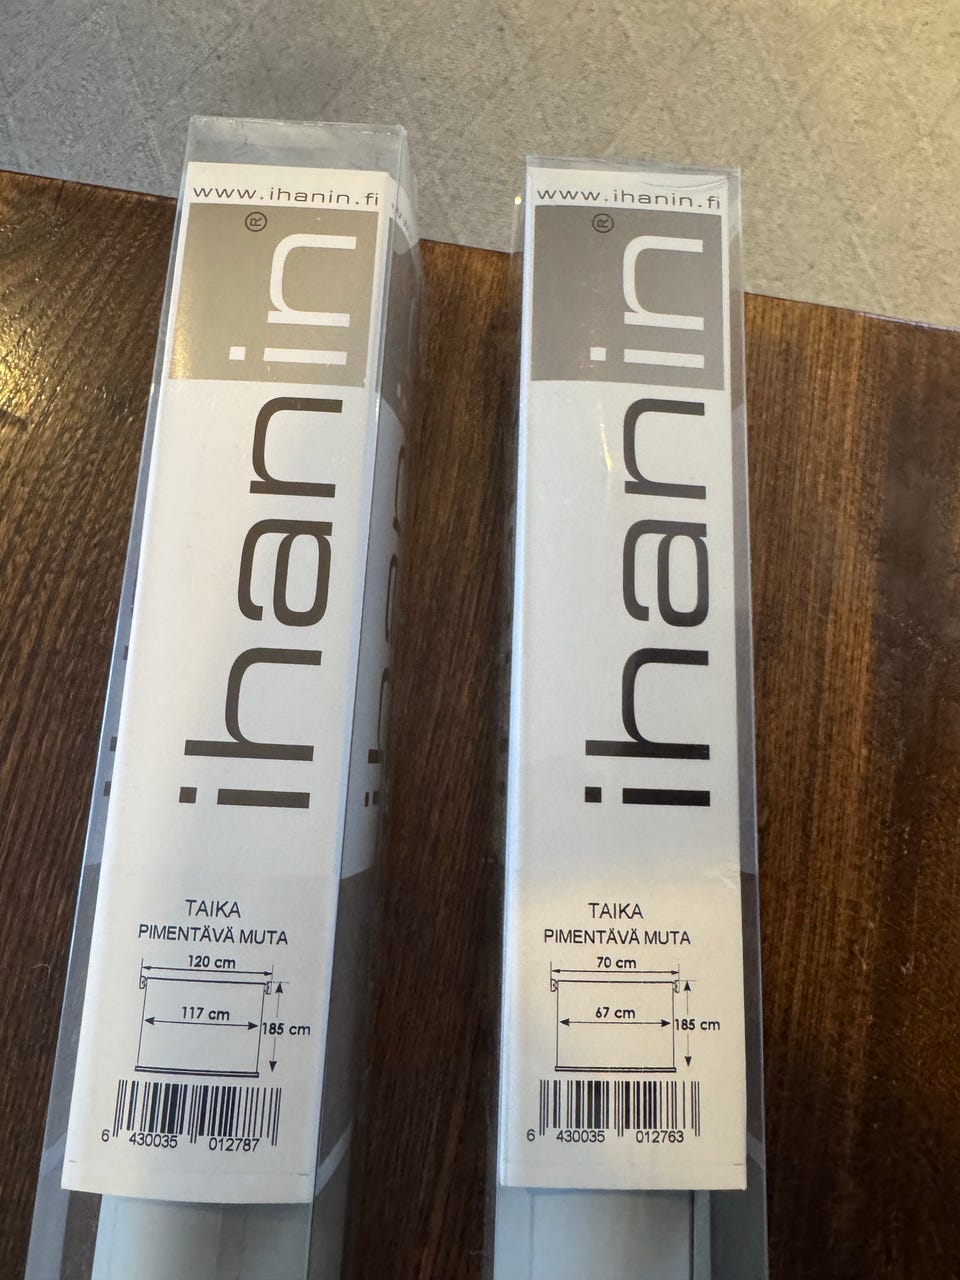 www.ihanin.fi
ihanin®
TAIKA
PIMENTÄVÄ MUTA
120 cm
117 cm
185 cm
6 430035 012787
www.ihanin.fi
ihanin®
TAIKA
PIMENTÄVÄ MUTA
70 cm
67 cm
185 cm
6 430035 012763